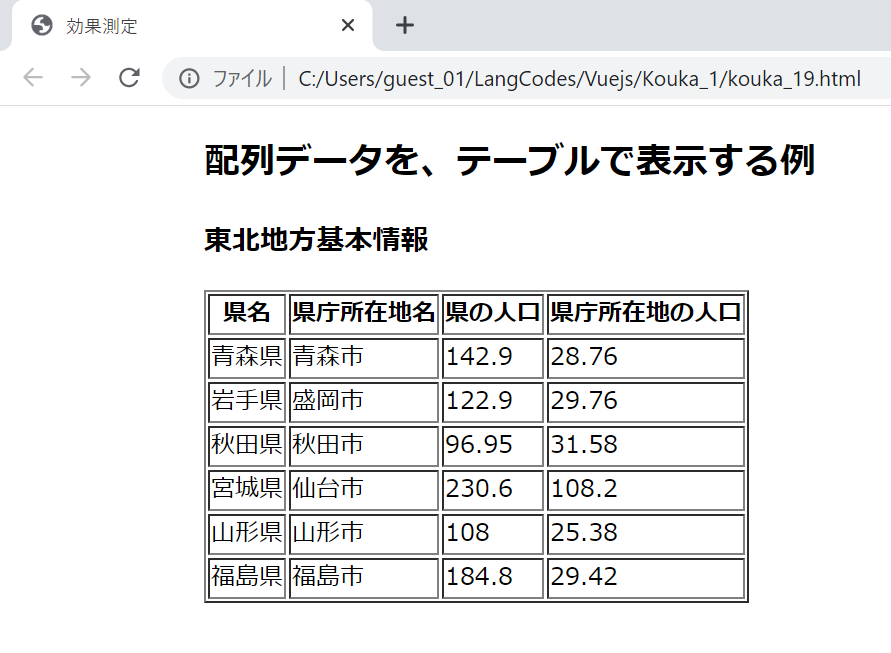 効果測定
ファイル C:/Users/guest_01/LangCodes/Vuejs/Kouka_1/kouka_19.html
配列データを、テーブルで表示する例
東北地方基本情報
県名 県庁所在地名 県の人口 県庁所在地の人口
青森県 青森市 142.9 28.76
岩手県 盛岡市 122.9 29.76
秋田県 秋田市 96.95 31.58
宮城県 仙台市 230.6 108.2
山形県 山形市 108 25.38
福島県 福島市 184.8 29.42